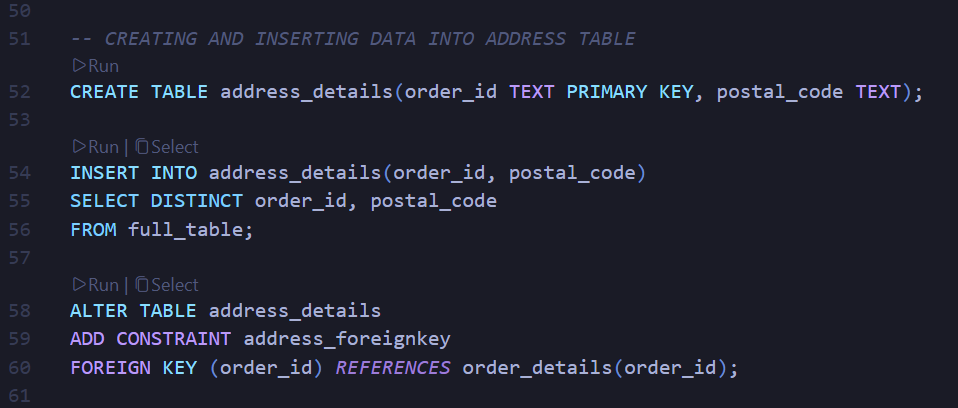 50
51 -- CREATING AND INSERTING DATA INTO ADDRESS TABLE
Run
52 CREATE TABLE address_details(order_id TEXT PRIMARY KEY, postal_code TEXT);
53
Run | Select
54 INSERT INTO address_details(order_id, postal_code)
55 SELECT DISTINCT order_id, postal_code
56 FROM full_table;
57
Run | Select
58 ALTER TABLE address_details
59 ADD CONSTRAINT address_foreignkey
60 FOREIGN KEY (order_id) REFERENCES order_details(order_id);
61